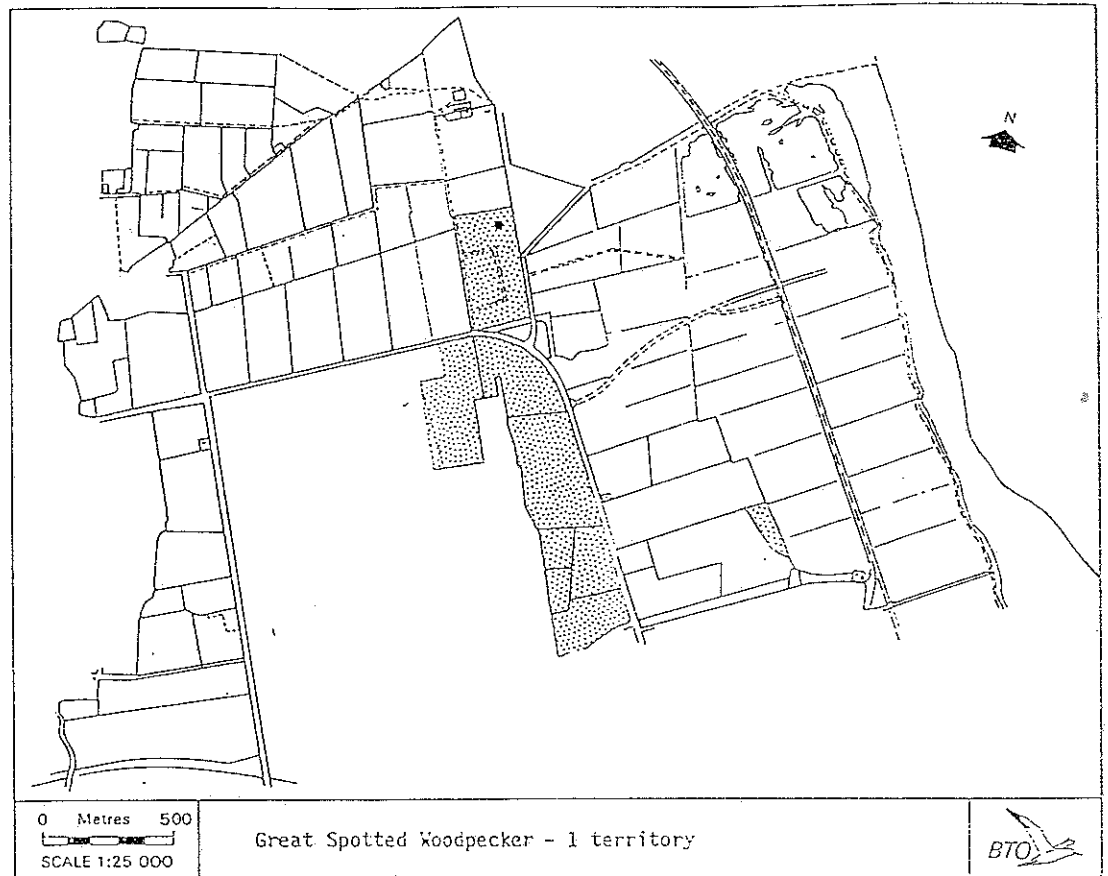 N
0 Metres 500
SCALE 1:25 000
Great Spotted Woodpecker - 1 territory
BTO